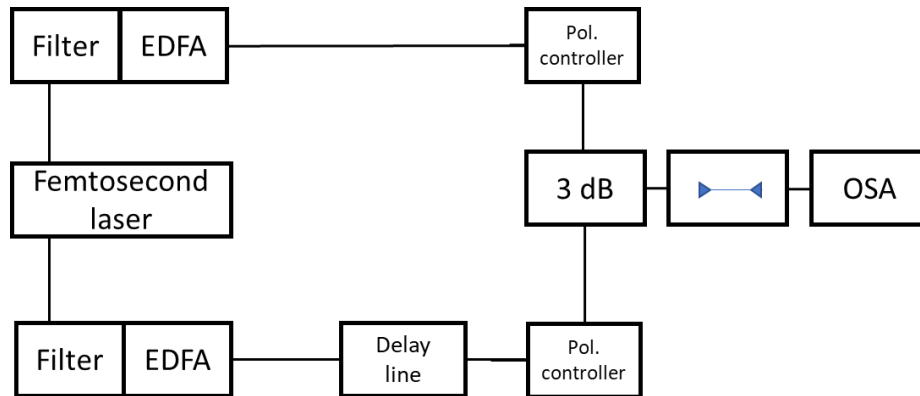 Filter
EDFA
Pol.
controller
Femtosecond
laser
3 dB
OSA
Filter
EDFA
Delay
line
Pol.
controller